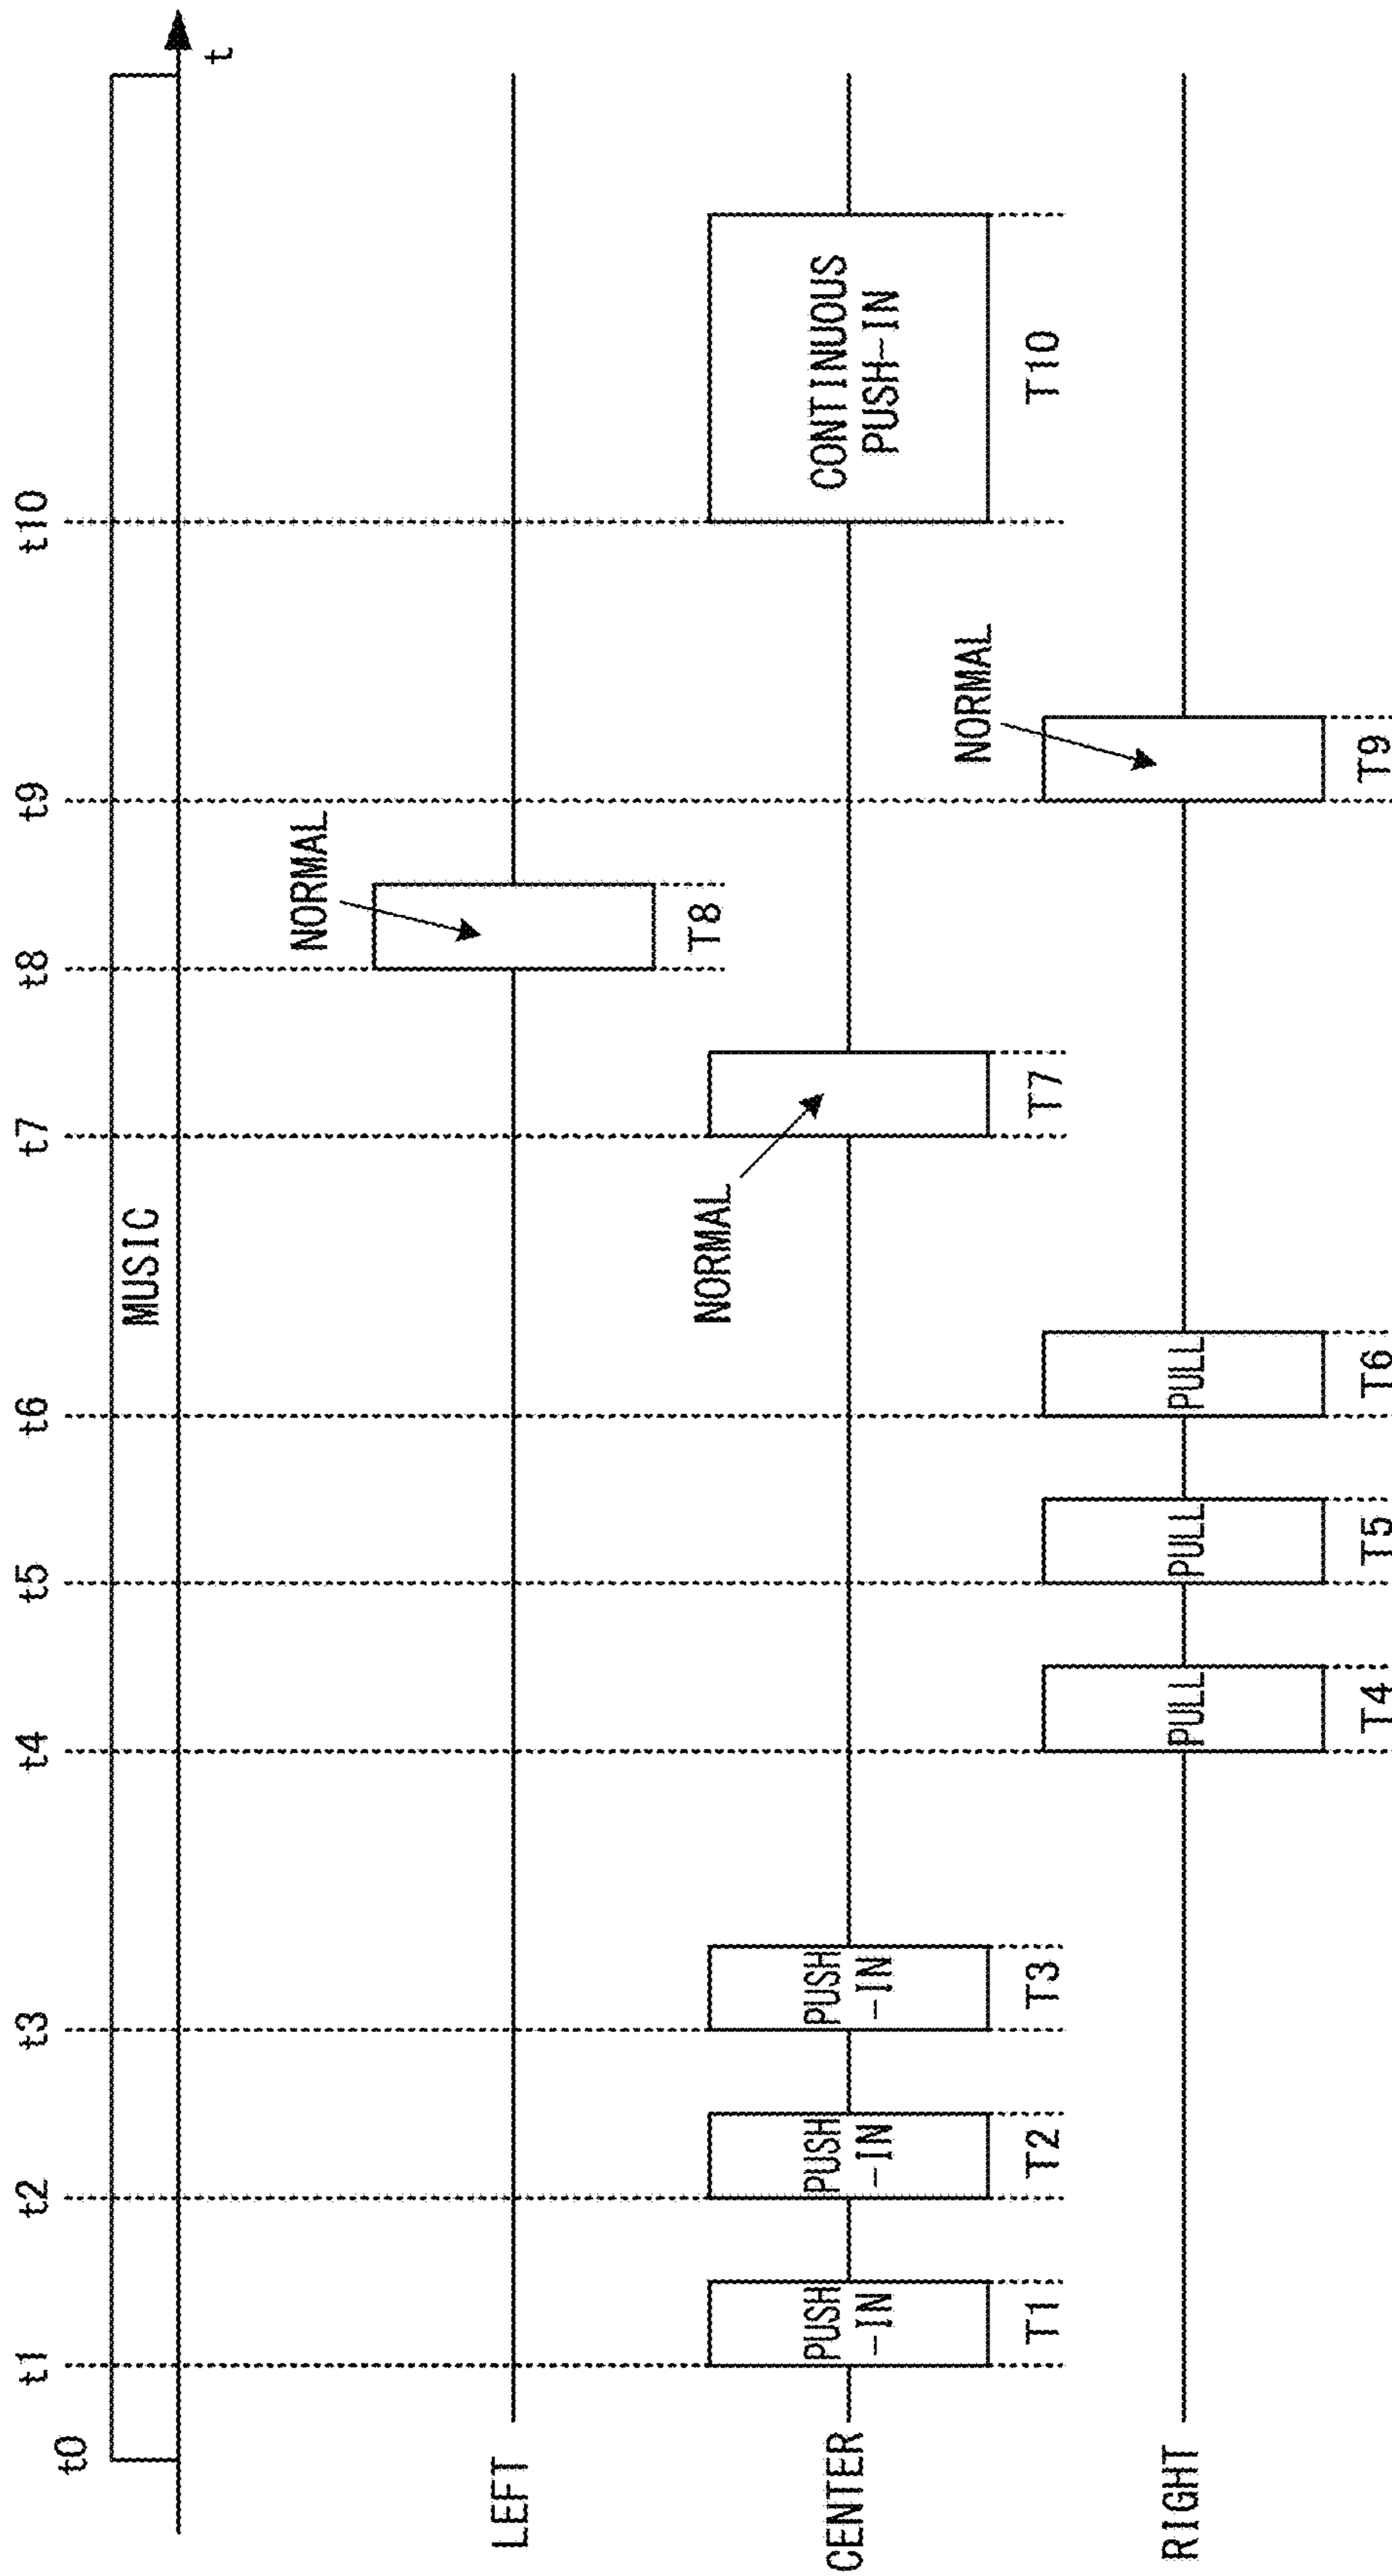 t0
t1
t2
t3
t4
t5
t6
t7
t8
t9
t10
MUSIC
t
LEFT
NORMAL
T8
CENTER
PUSH
-IN
PUSH
-IN
PUSH
-IN
NORMAL
CONTINUOUS
PUSH-IN
T1
T2
T3
T7
T10
RIGHT
PULL
PULL
PULL
NORMAL
T4
T5
T6
T9